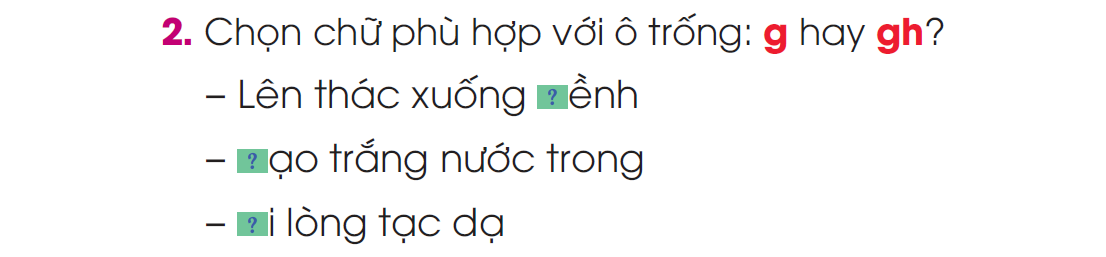 2. Chọn chữ phù hợp với ô trống: g hay gh?
– Lên thác xuống ?ềnh
– ?ạo trắng nước trong
– ?i lòng tạc dạ